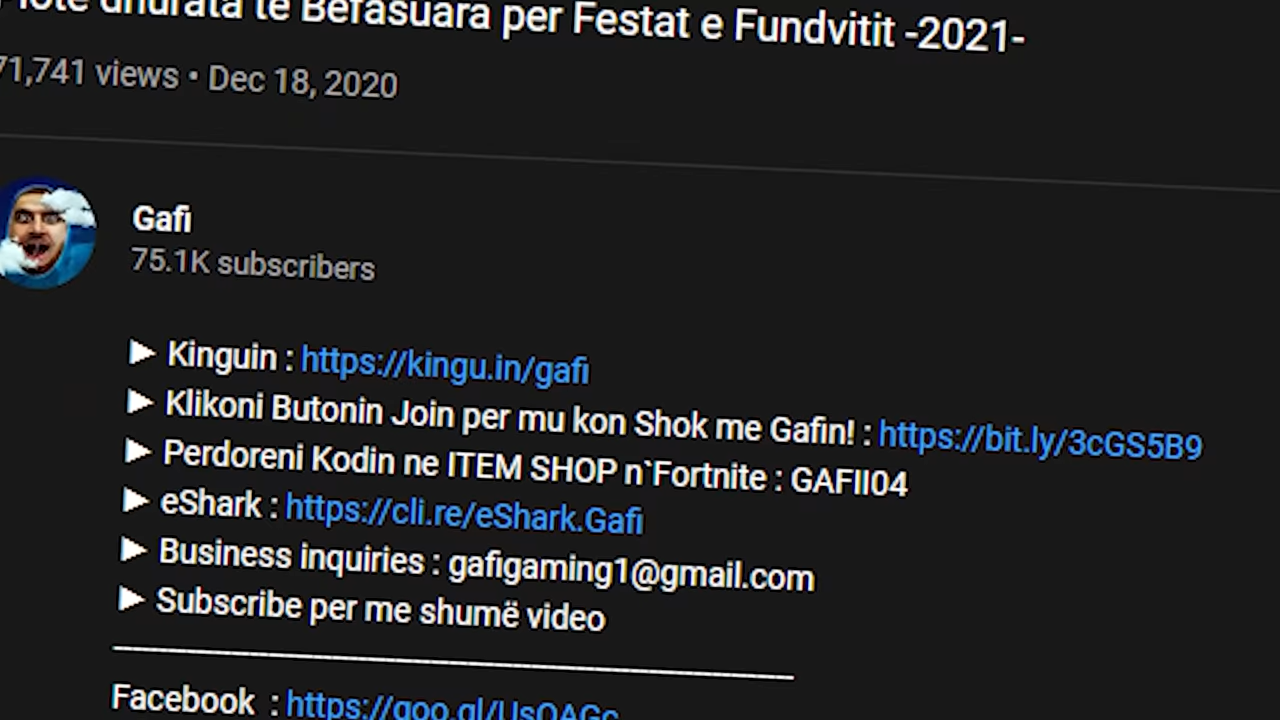 dhurata të Befasuara per Festat e Fundvitit -2021-
71,741 views • Dec 18, 2020
Gafi
75.1K subscribers
► Kinguin : https://kingu.in/gafi
► Klikoni Butonin Join per mu kon Shok me Gafin! : https://bit.ly/3cGS5B9
► Perdoreni Kodin ne ITEM SHOP n`Fortnite : GAFII04
► eShark : https://cli.re/eShark.Gafi
► Business inquiries : gafigaming1@gmail.com
► Subscribe per me shumë video
Facebook : https://goo.gl/UsQAGc